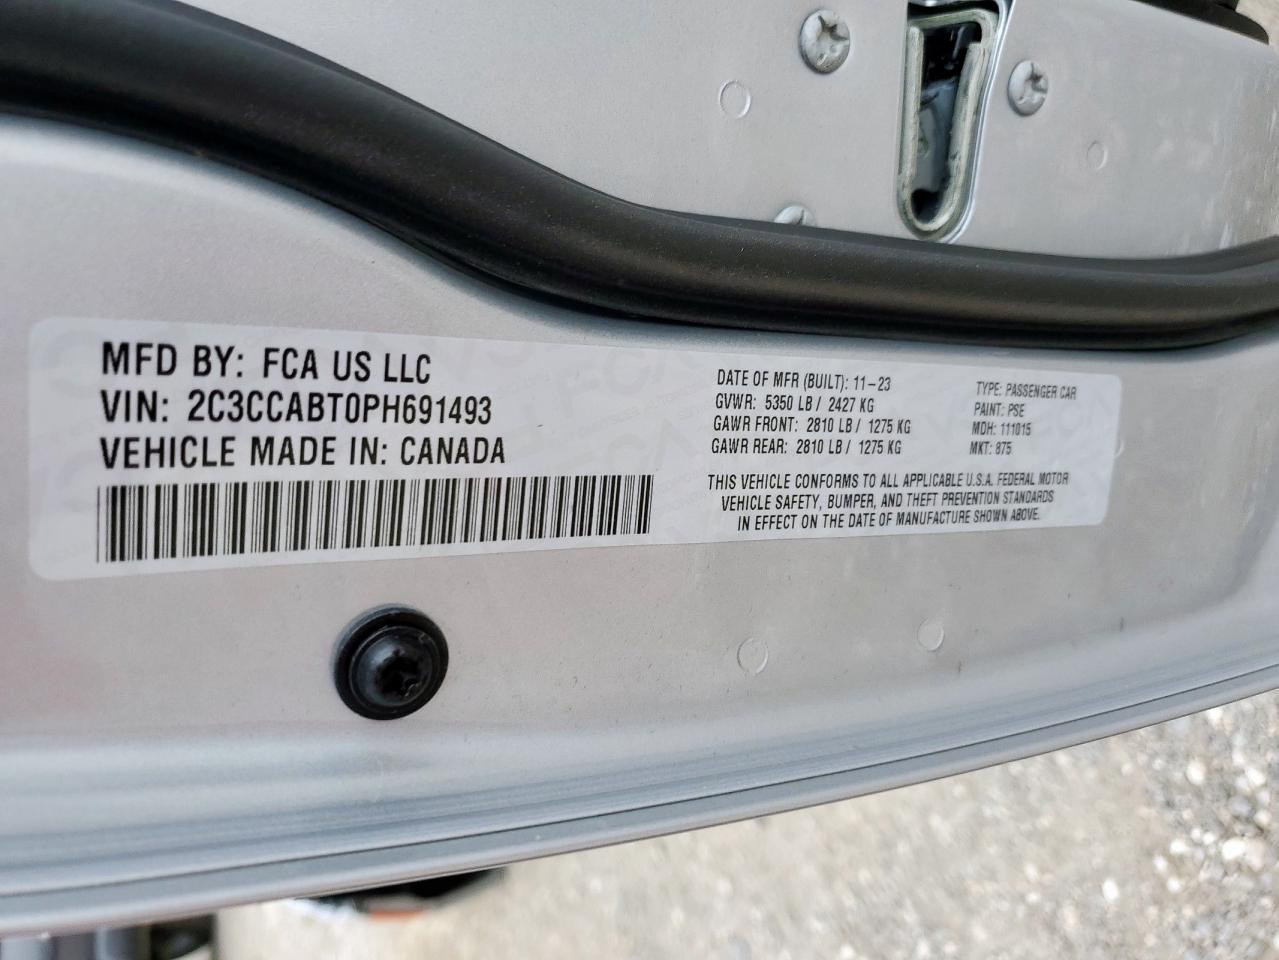 MFD BY: FCA US LLC
VIN: 2C3CCABT0PH691493
VEHICLE MADE IN: CANADA
DATE OF MFR (BUILT): 11-23
GVWR: 5350 LB / 2427 KG
GAWR FRONT: 2810 LB / 1275 KG
GAWR REAR: 2810 LB / 1275 KG
TYPE: PASSENGER CAR
PAINT: PSE
MDH: 111015
MKT: 875
THIS VEHICLE CONFORMS TO ALL APPLICABLE U.S.A. FEDERAL MOTOR
VEHICLE SAFETY, BUMPER, AND THEFT PREVENTION STANDARDS
IN EFFECT ON THE DATE OF MANUFACTURE SHOWN ABOVE.